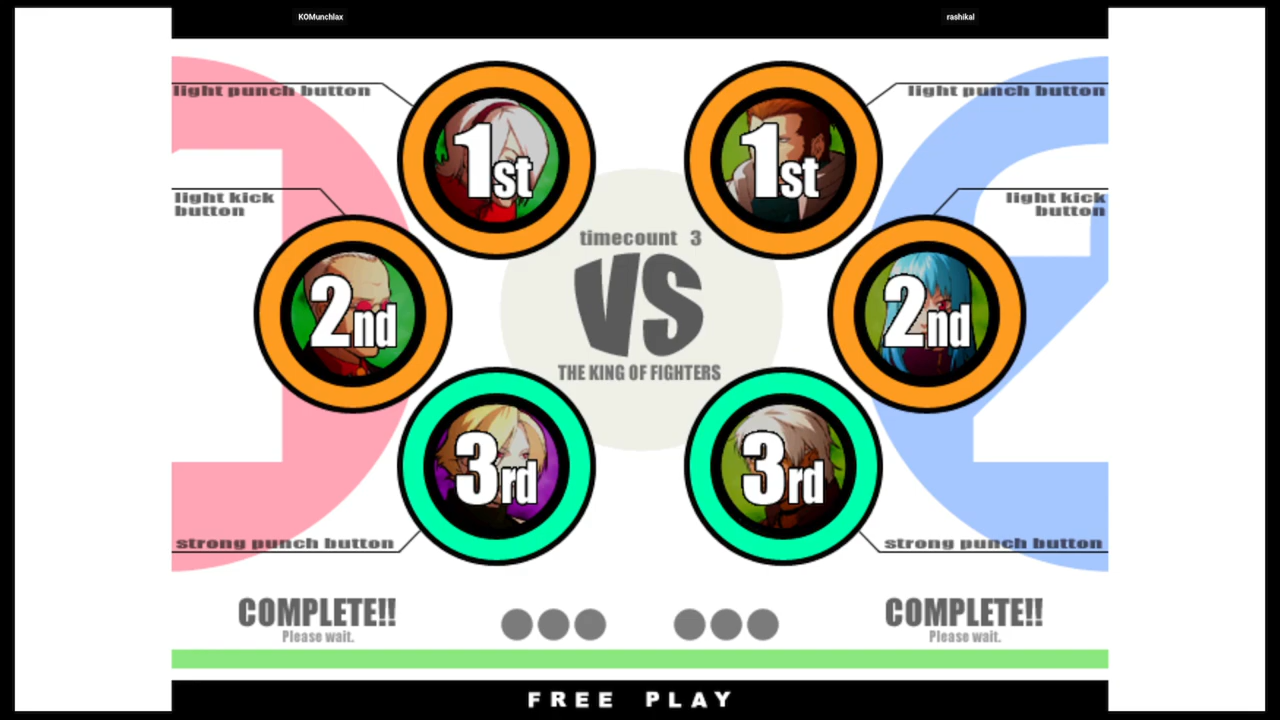 KOMunchlax
rashikal
light punch button
1st
1st
light punch button
light kick
button
light kick
button
timecount 3
VS
THE KING OF FIGHTERS
2nd
2nd
3rd
3rd
strong punch button
strong punch button
COMPLETE!!
Please wait.
COMPLETE!!
Please wait.
FREE PLAY